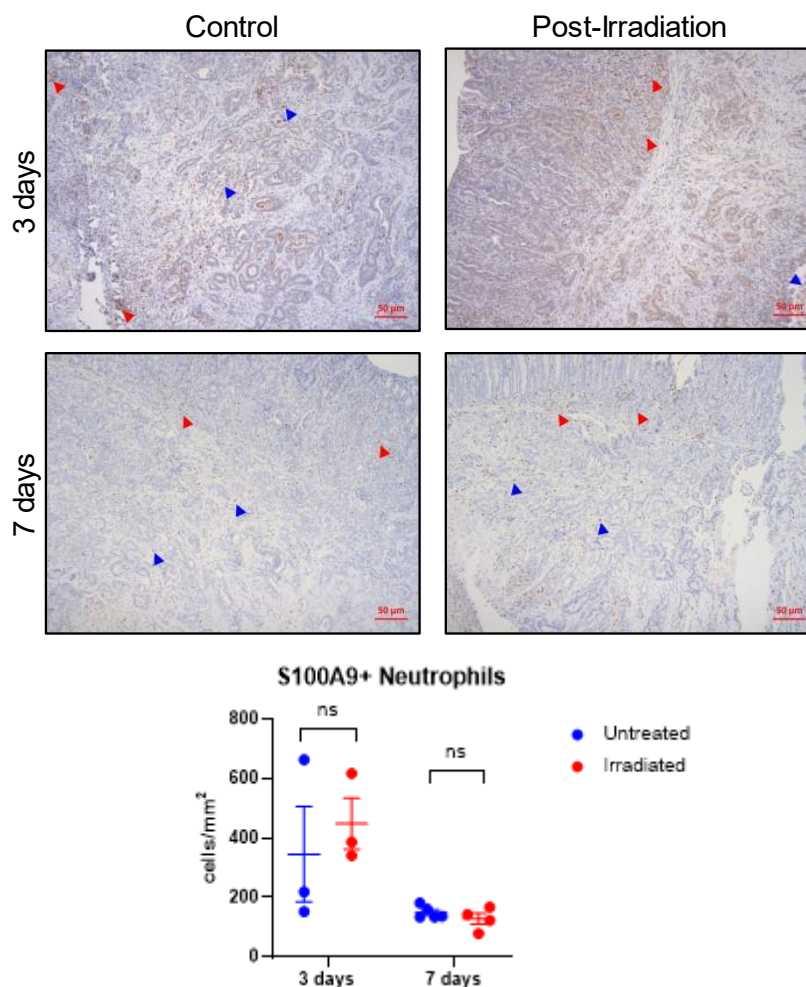 Control
Post-Irradiation
3 days
50 µm
50 µm
7 days
50 µm
50 µm
S100A9+ Neutrophils
800
600
400
200
0
cells/mm²
ns
ns
3 days
7 days
Untreated
Irradiated